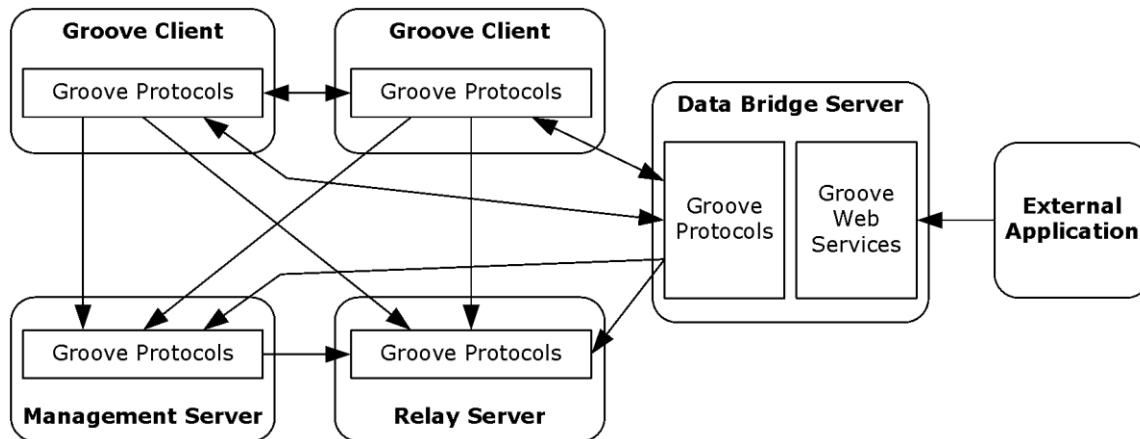 Groove Client
Groove Protocols
Groove Client
Groove Protocols
Data Bridge Server
Groove
Protocols
Groove
Web
Services
External
Application
Groove Protocols
Management Server
Groove Protocols
Relay Server